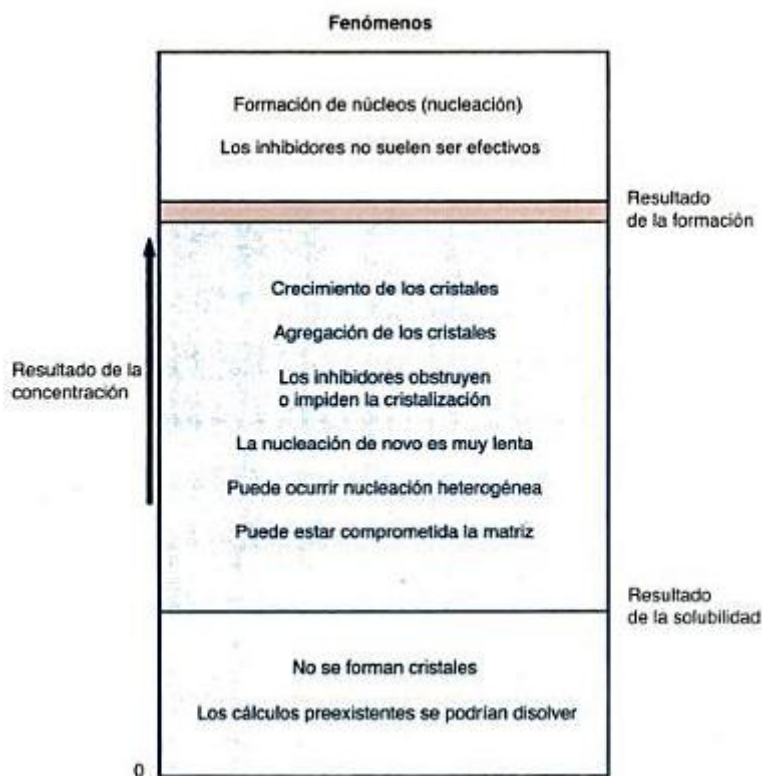 Fenómenos
Formación de núcleos (nucleación)
Los inhibidores no suelen ser efectivos
Resultado
de la formación
Crecimiento de los cristales
Agregación de los cristales
Resultado de la
concentración
Los inhibidores obstruyen
o impiden la cristalización
La nucleación de novo es muy lenta
Puede ocurrir nucleación heterogénea
Puede estar comprometida la matriz
Resultado
de la solubilidad
No se forman cristales
Los cálculos preexistentes se podrían disolver
0